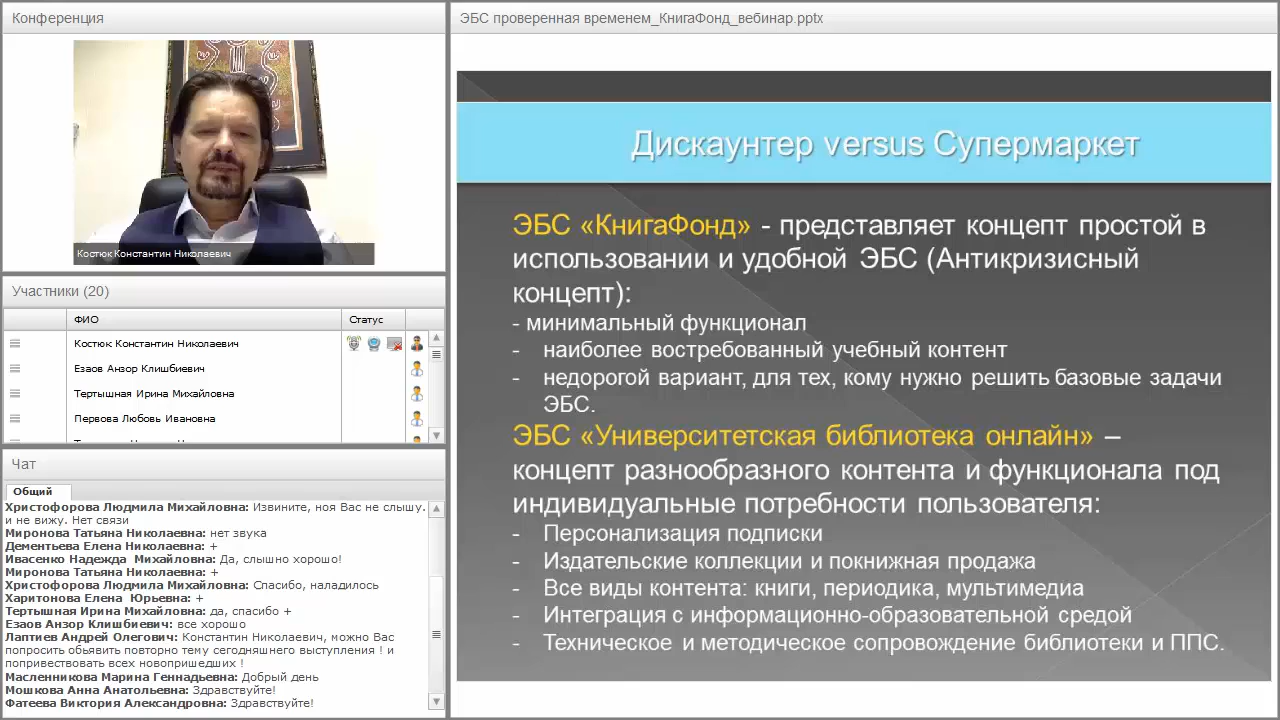 Конференция
Костюк Константин Николаевич
Участники (20)
ФИО
Статус
Костюк Константин Николаевич
Езаов Анзор Клишбиевич
Тертышная Ирина Михайловна
Первова Любовь Ивановна
Чат
Общий
Христофорова Людмила Михайловна: Извините, ноя Вас не слышу.
и не вижу. Нет связи
Миронова Татьяна Николаевна: нет звука
Дементьева Елена Николаевна: +
Ивасенко Надежда Михайловна: Да, слышно хорошо!
Миронова Татьяна Николаевна: +
Христофорова Людмила Михайловна: Спасибо, наладилось
Харитонова Елена Юрьевна: +
Тертышная Ирина Михайловна: да, спасибо +
Езаов Анзор Клишбиевич: все хорошо
Лаптиев Андрей Олегович: Константин Николаевич, можно Вас
попросить обьявить повторно тему сегодняшнего выступления ! и
попривествовать всех новопришедших !
Масленникова Марина Геннадьевна: Добрый день
Мошкова Анна Анатольевна: Здравствуйте!
Фатеева Виктория Александровна: Здравствуйте!
ЭБС проверенная временем_КнигаФонд_вебинар.pptx
Дискаунтер versus Супермаркет
ЭБС «КнигаФонд» - представляет концепт простой в
использовании и удобной ЭБС (Антикризисный
концепт):
- минимальный функционал
- наиболее востребованный учебный контент
- недорогой вариант, для тех, кому нужно решить базовые задачи
ЭБС.
ЭБС «Университетская библиотека онлайн» –
концепт разнообразного контента и функционала под
индивидуальные потребности пользователя:
- Персонализация подписки
- Издательские коллекции и покнижная продажа
- Все виды контента: книги, периодика, мультимедиа
- Интеграция с информационно-образовательной средой
- Техническое и методическое сопровождение библиотеки и ППС.